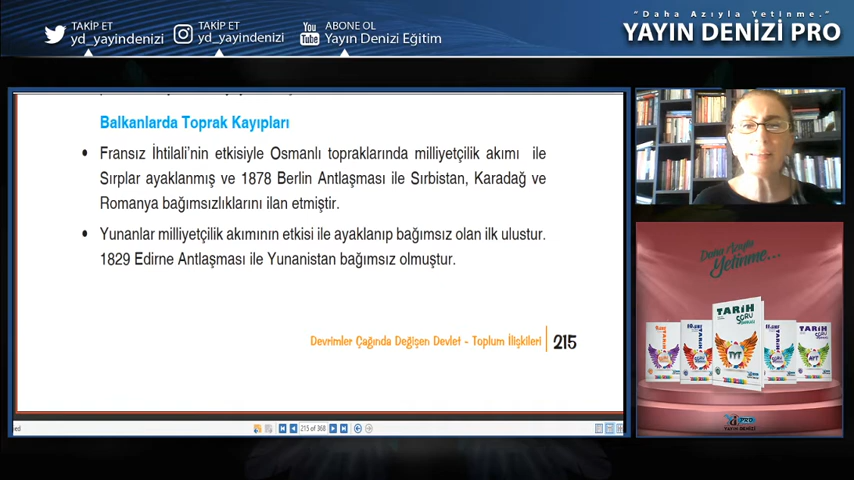 TAKİP ET
yd_yayindenizi
TAKİP ET
yd_yayindenizi
You
Tube
ABONE OL
Yayın Denizi Eğitim
"Daha Azıyla Yetinme."
YAYIN DENİZİ PRO
Balkanlarda Toprak Kayıpları
• Fransız İhtilali'nin etkisiyle Osmanlı topraklarında milliyetçilik akımı ile
Sırplar ayaklanmış ve 1878 Berlin Antlaşması ile Sırbistan, Karadağ ve
Romanya bağımsızlıklarını ilan etmiştir.
• Yunanlar milliyetçilik akımının etkisi ile ayaklanıp bağımsız olan ilk ulustur.
1829 Edirne Antlaşması ile Yunanistan bağımsız olmuştur.
Devrimler Çağında Değişen Devlet - Toplum İlişkileri 215
215 of 368
Daha Azıyla
Yetinme...
TARİH
SORU
TYT
TARİH
AYT
PRO
YAYIN DENİZİ